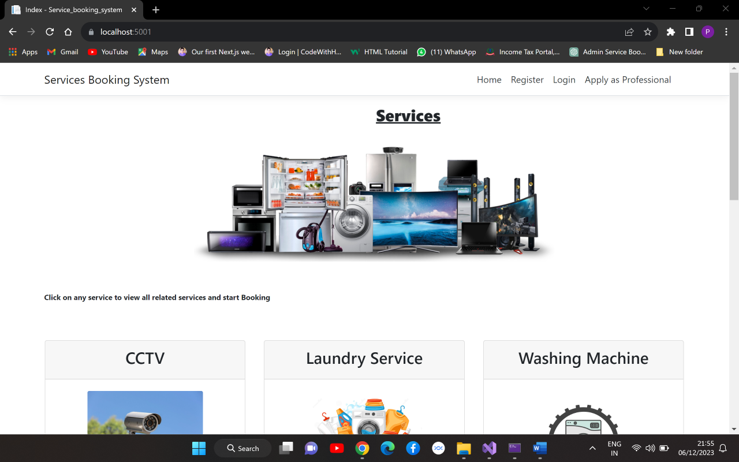 Index - Service_booking_system
localhost:5001
Apps Gmail YouTube Maps Our first Next.js we... Login | CodeWithH... HTML Tutorial (11) WhatsApp Income Tax Portal,... Admin Service Boo... New folder
P
Services Booking System
Home Register Login Apply as Professional
Services
Click on any service to view all related services and start Booking
CCTV Laundry Service Washing Machine
Search
ENG
IN
21:55
06/12/2023